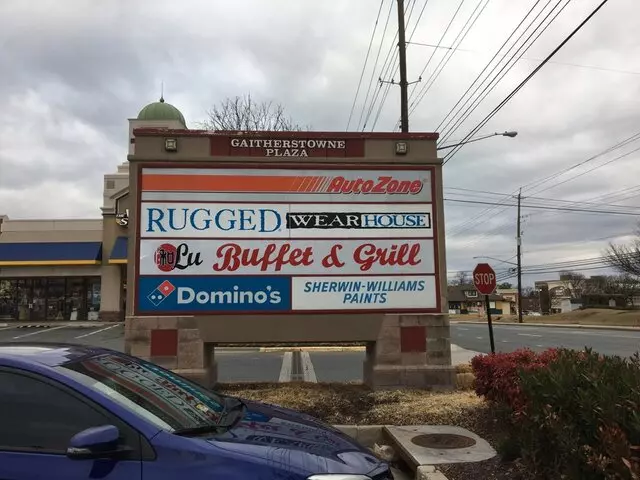 GAITHERSTOWNE
PLAZA
AutoZone
RUGGED WEARHOUSE
Lu Buffet & Grill
Domino's
SHERWIN-WILLIAMS
PAINTS
STOP